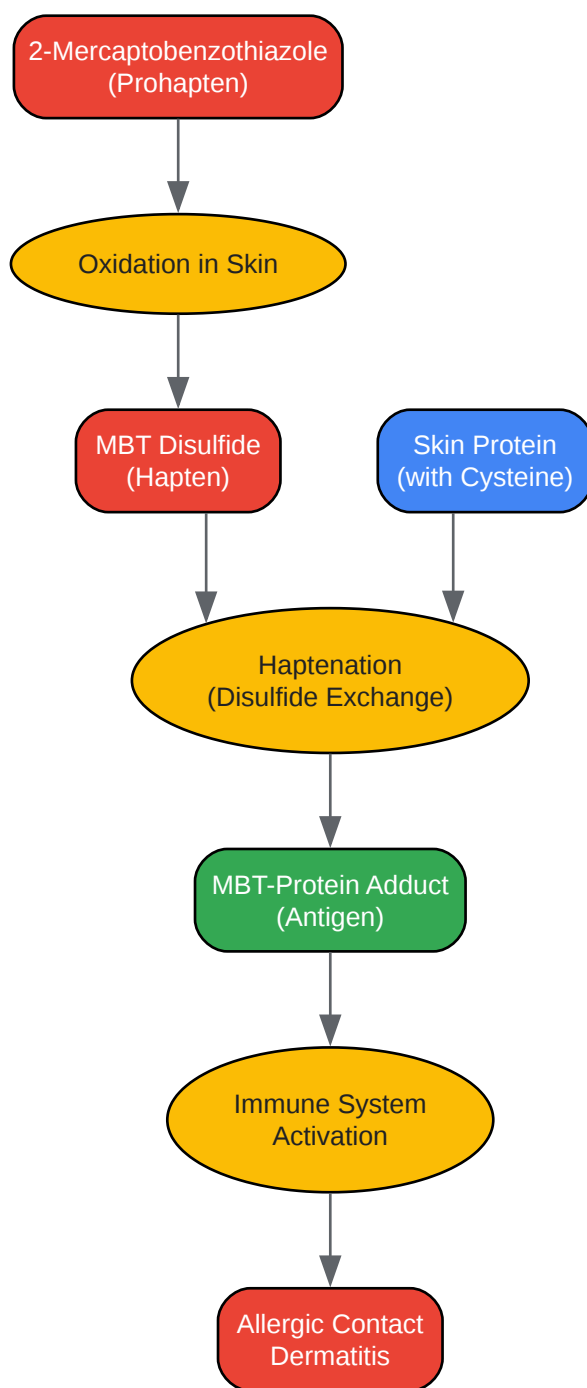 2-Mercaptobenzothiazole
(Prohapten)
Oxidation in Skin
MBT Disulfide
(Hapten)
Skin Protein
(with Cysteine)
Haptenation
(Disulfide Exchange)
MBT-Protein Adduct
(Antigen)
Immune System
Activation
Allergic Contact
Dermatitis